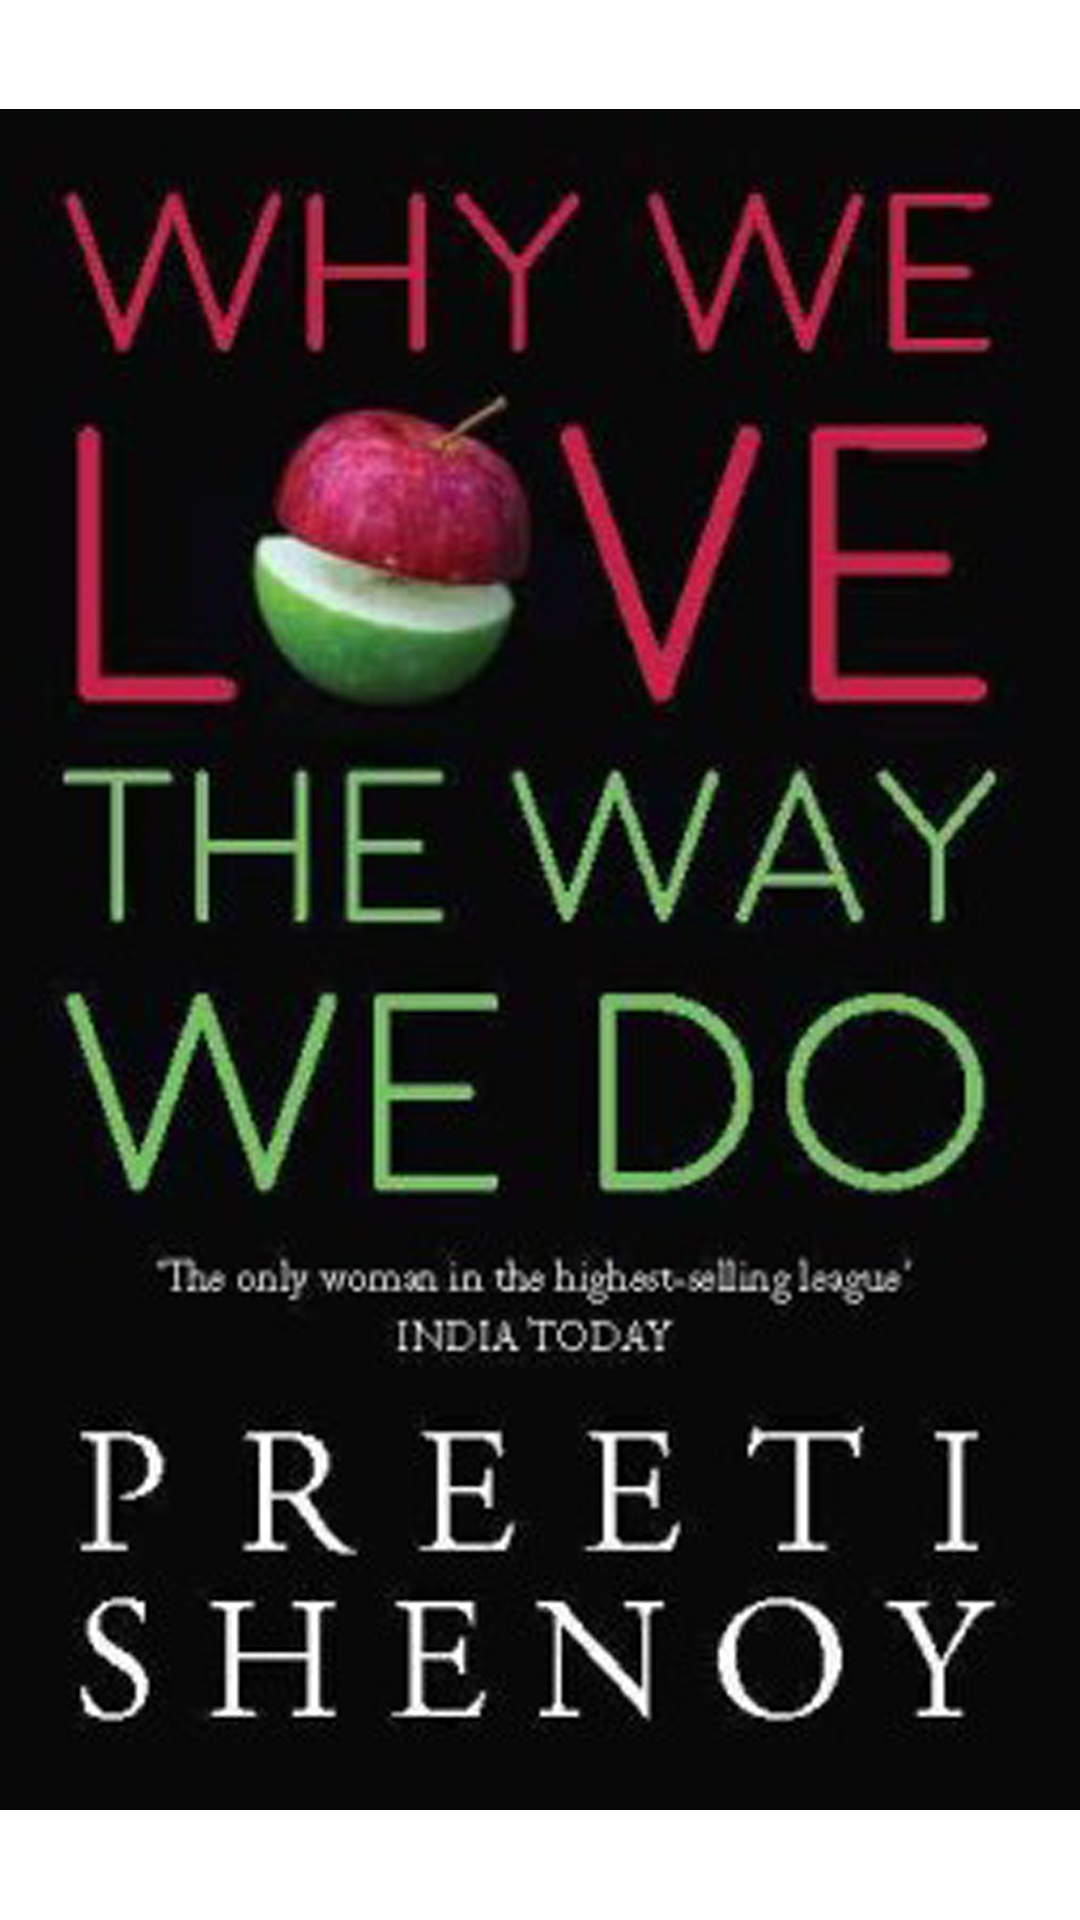 WHY WE
LOVE
THE WAY
WE DO
'The only woman in the highest-selling league'
INDIA TODAY
PREETI
SHENOY